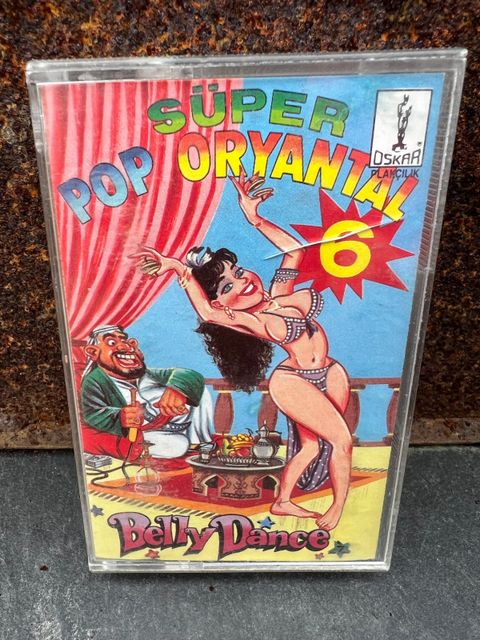 SÜPER
POP ORYANTAL
6
OSKAR
PLAKÇILIK
Belly Dance